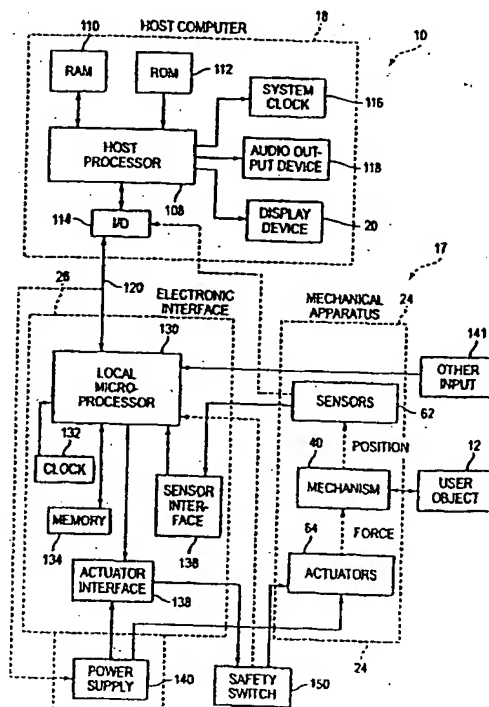 HOST COMPUTER
18
10
110
RAM
ROM
112
SYSTEM
CLOCK
116
HOST
PROCESSOR
108
AUDIO OUT-
PUT DEVICE
118
114
I/O
DISPLAY
DEVICE
20
17
26
120
ELECTRONIC
INTERFACE
MECHANICAL
APPARATUS
24
130
LOCAL
MICRO-
PROCESSOR
141
OTHER
INPUT
SENSORS
62
132
CLOCK
POSITION
40
12
SENSOR
INTER-
FACE
MECHANISM
USER
OBJECT
MEMORY
134
136
FORCE
64
ACTUATOR
INTERFACE
138
ACTUATORS
24
POWER
SUPPLY
140
SAFETY
SWITCH
150